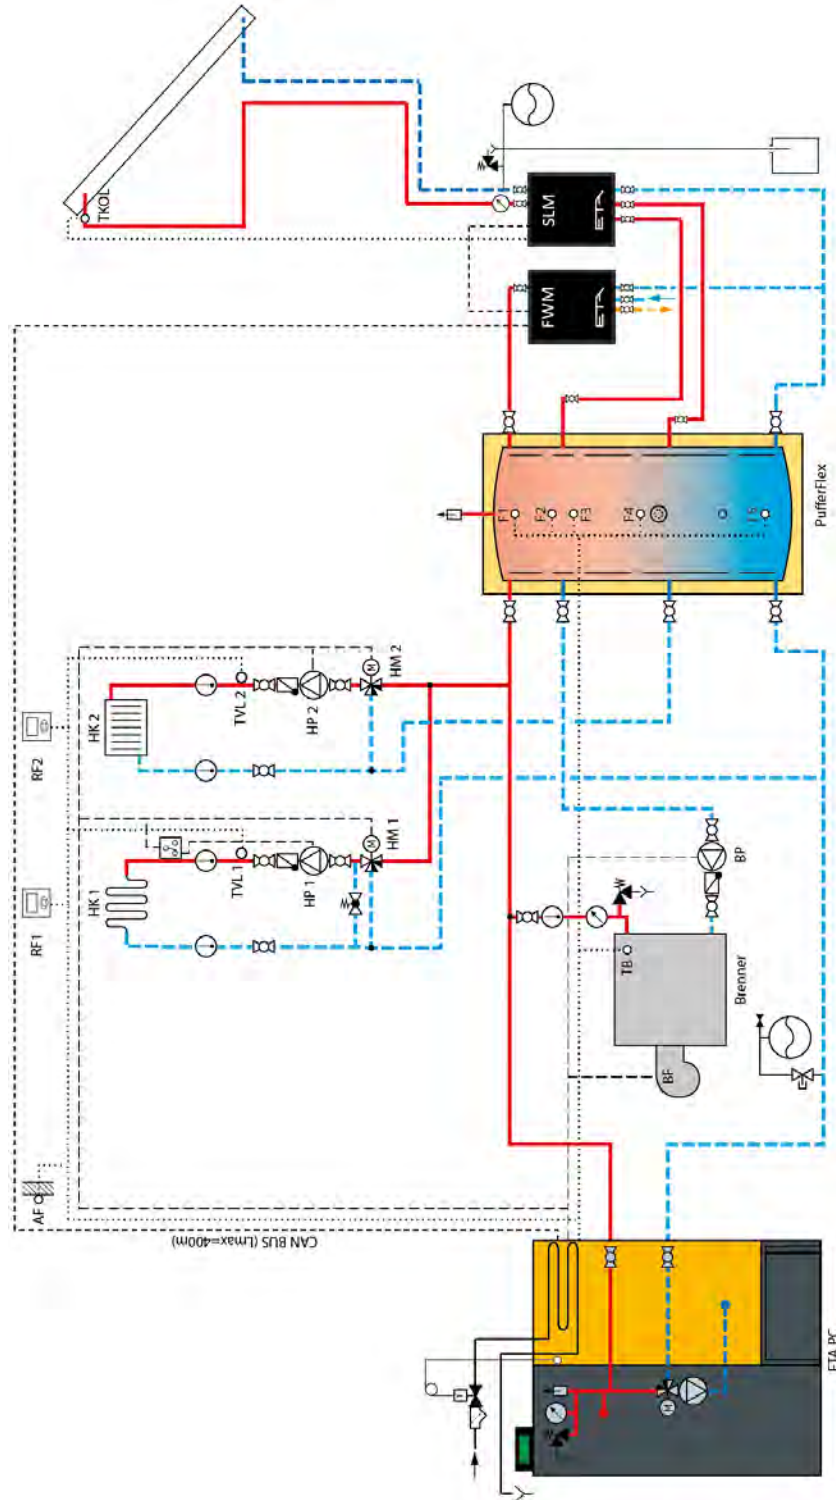 TKOL
SLM
ETA
FWM
ETA
F1
F2
F3
F4
PufferFlex
RF2
HK 2
TVL 2
HP 2
HM 2
M
RF1
HK 1
TVL 1
HP 1
HM 1
M
BP
TB
Brenner
BF
AF
CAN BUS (Lmax=400m)
M
ETA PC